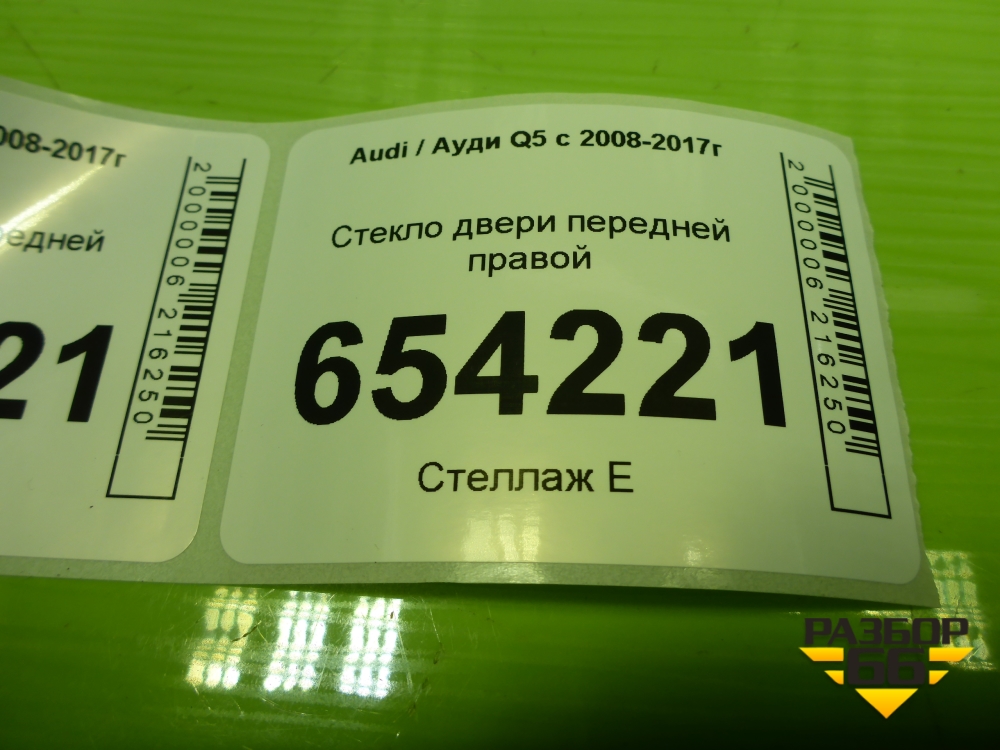 008-2017г
едней
21
2000006216250
Audi / Ауди Q5 с 2008-2017г
Стекло двери передней
правой
654221
Стеллаж Е
2000006216250
РАЗБОР
66